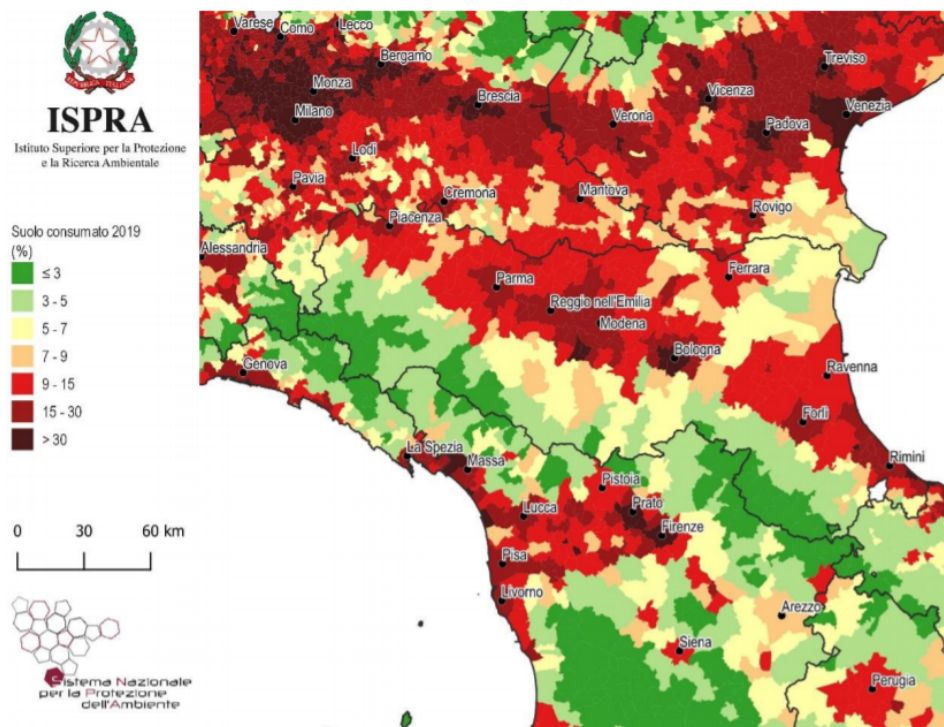 ISPRA
Istituto Superiore per la Protezione
e la Ricerca Ambientale
Suolo consumato 2019
(%)
≤ 3
3 - 5
5 - 7
7 - 9
9 - 15
15 - 30
> 30
0 30 60 km
Sistema Nazionale
per la Protezione
dell'Ambiente
Varese
Como
Lecco
Bergamo
Monza
Milano
Brescia
Treviso
Vicenza
Venezia
Verona
Padova
Lodi
Pavia
Cremona
Mantova
Rovigo
Piacenza
Alessandria
Parma
Ferrara
Reggio nell'Emilia
Modena
Bologna
Genova
Ravenna
Forlì
Rimini
La Spezia
Massa
Pistoia
Prato
Lucca
Firenze
Pisa
Livorno
Arezzo
Siena
Perugia